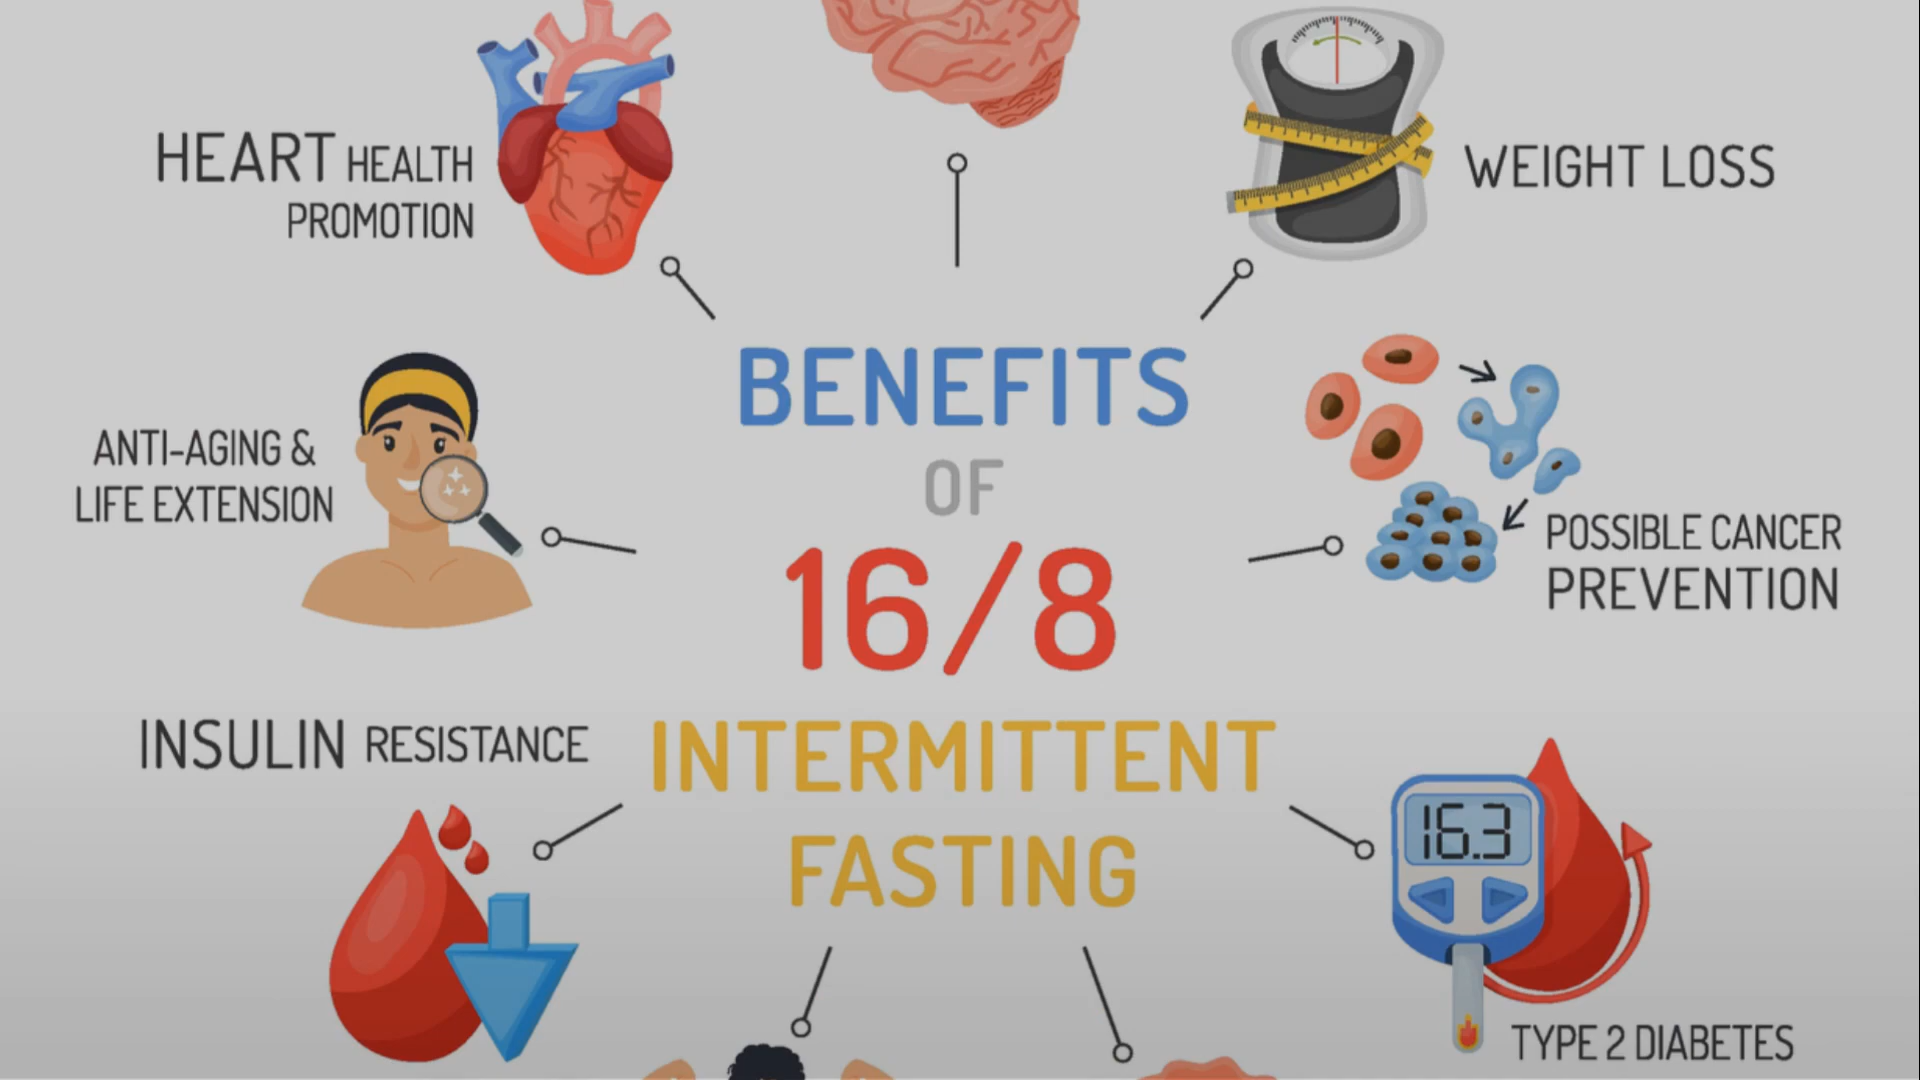 HEART HEALTH
PROMOTION
WEIGHT LOSS
BENEFITS
OF
16/8
INTERMITTENT
FASTING
ANTI-AGING &
LIFE EXTENSION
POSSIBLE CANCER
PREVENTION
INSULIN RESISTANCE
16.3
TYPE 2 DIABETES